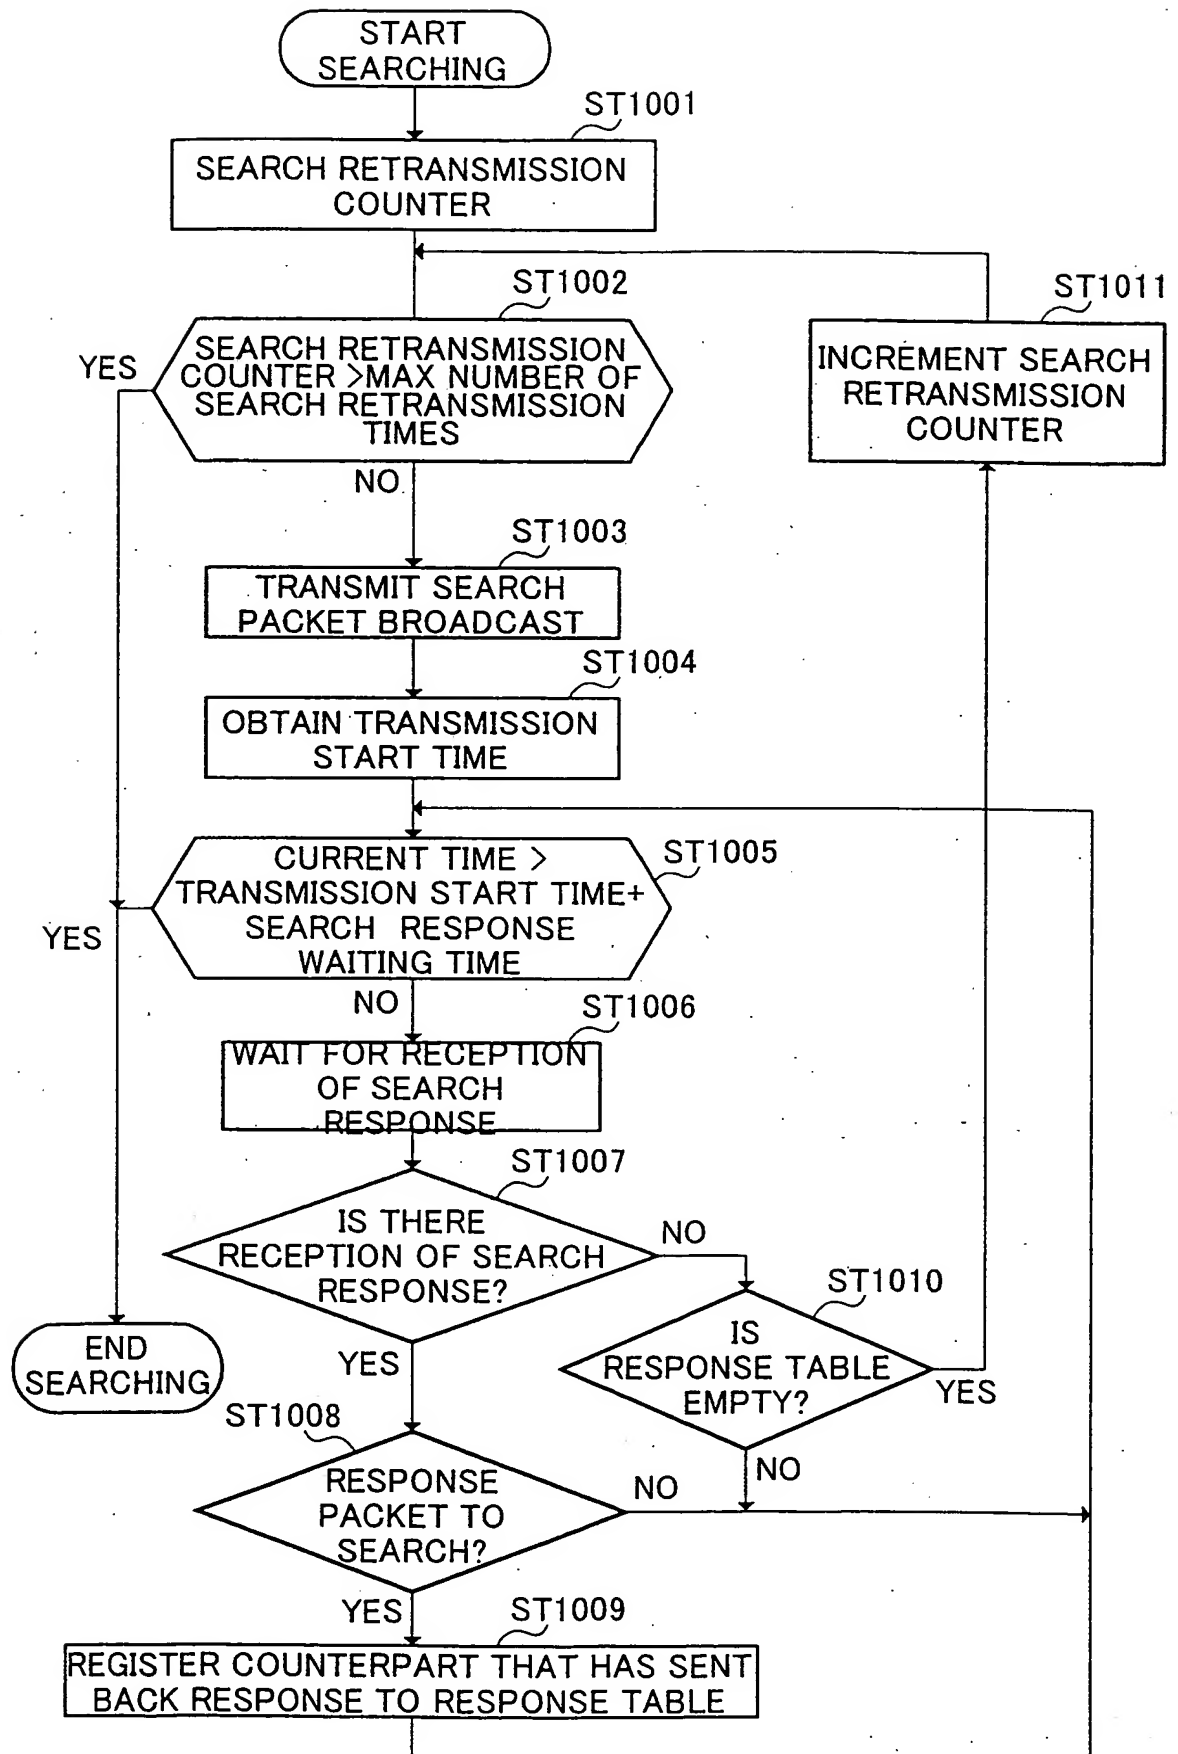 START
SEARCHING
ST1001
SEARCH RETRANSMISSION
COUNTER
ST1002
SEARCH RETRANSMISSION
COUNTER >MAX NUMBER OF
SEARCH RETRANSMISSION
TIMES
YES
NO
ST1011
INCREMENT SEARCH
RETRANSMISSION
COUNTER
ST1003
TRANSMIT SEARCH
PACKET BROADCAST
ST1004
OBTAIN TRANSMISSION
START TIME
ST1005
CURRENT TIME >
TRANSMISSION START TIME+
SEARCH RESPONSE
WAITING TIME
YES
NO
ST1006
WAIT FOR RECEPTION
OF SEARCH
RESPONSE
ST1007
IS THERE
RECEPTION OF SEARCH
RESPONSE?
NO
YES
ST1010
IS
RESPONSE TABLE
EMPTY?
YES
NO
END
SEARCHING
ST1008
RESPONSE
PACKET TO
SEARCH?
NO
YES
ST1009
REGISTER COUNTERPART THAT HAS SENT
BACK RESPONSE TO RESPONSE TABLE